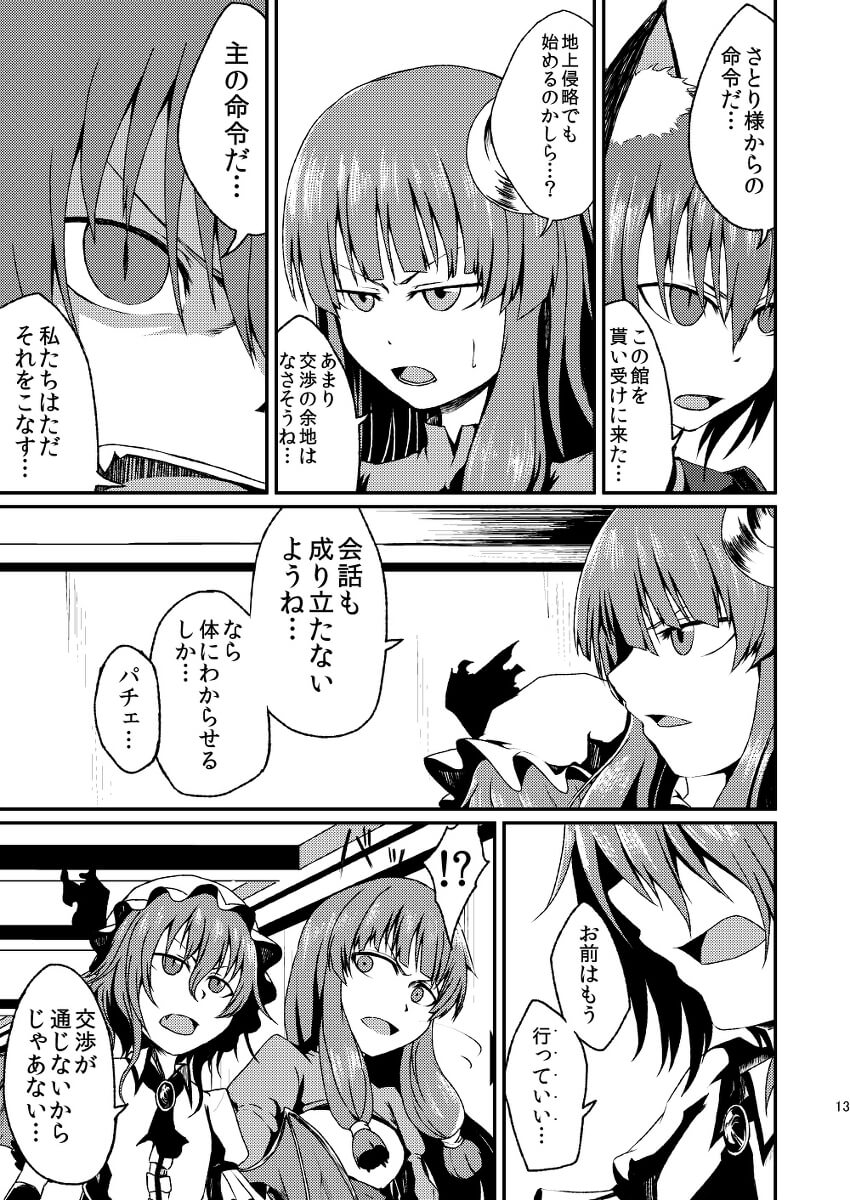 さとり様からの
命令だ…
この館を
貰い受けに来た…
地上侵略でも
始めるのかしら…?
あまり
交渉の余地は
なさそうね…
主の命令だ…
私たちはただ
それをこなす…
会話も
成り立たない
ようね…
なら
体にわからせる
しか…
パチェ…
お前はもう
行っていい…
!?
交渉が
通じないから
じゃあない…
13